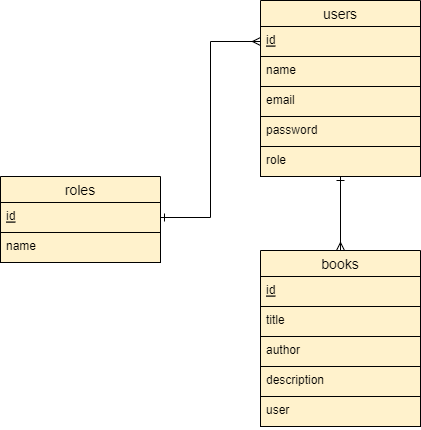 users
id
name
email
password
role
roles
id
name
books
id
title
author
description
user